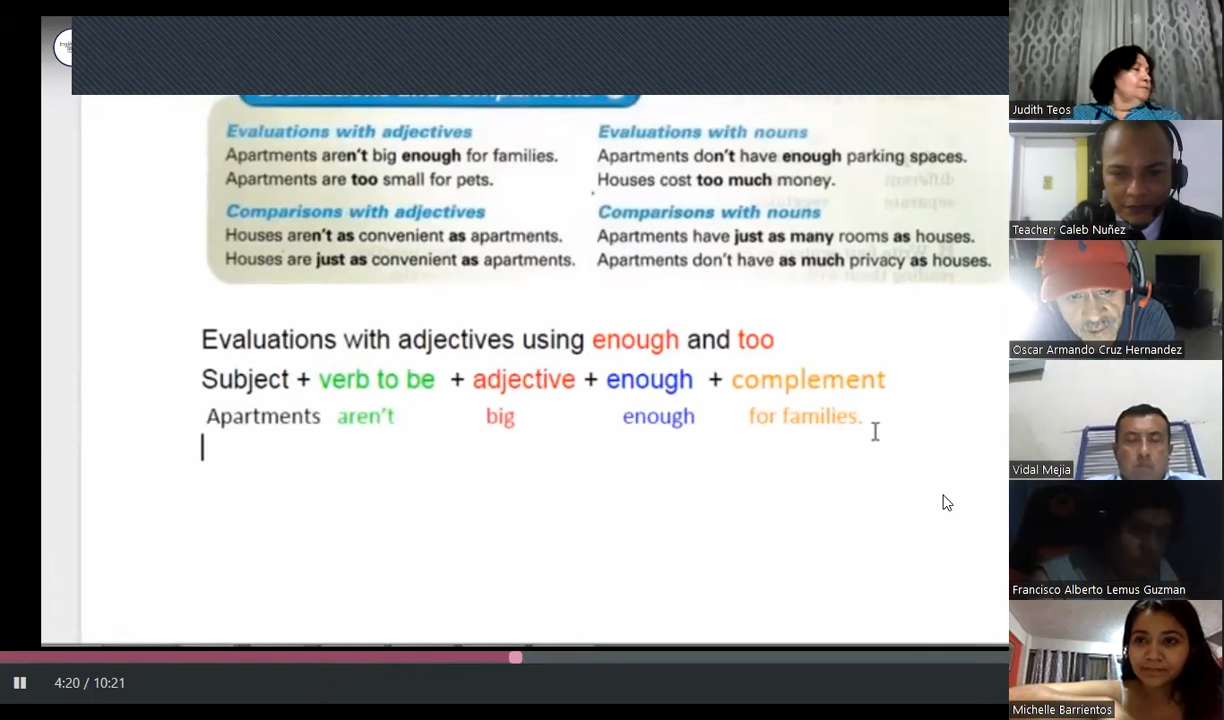 Evaluations with adjectives
Apartments aren't big enough for families.
Apartments are too small for pets.
Evaluations with nouns
Apartments don't have enough parking spaces.
Houses cost too much money.
Comparisons with adjectives
Houses aren't as convenient as apartments.
Houses are just as convenient as apartments.
Comparisons with nouns
Apartments have just as many rooms as houses.
Apartments don't have as much privacy as houses.
Evaluations with adjectives using enough and too
Subject + verb to be + adjective + enough + complement
Apartments aren't big enough for families.
4:20 / 10:21
Judith Teos
Teacher: Caleb Nuñez
Oscar Armando Cruz Hernandez
Vidal Mejia
Francisco Alberto Lemus Guzman
Michelle Barrientos